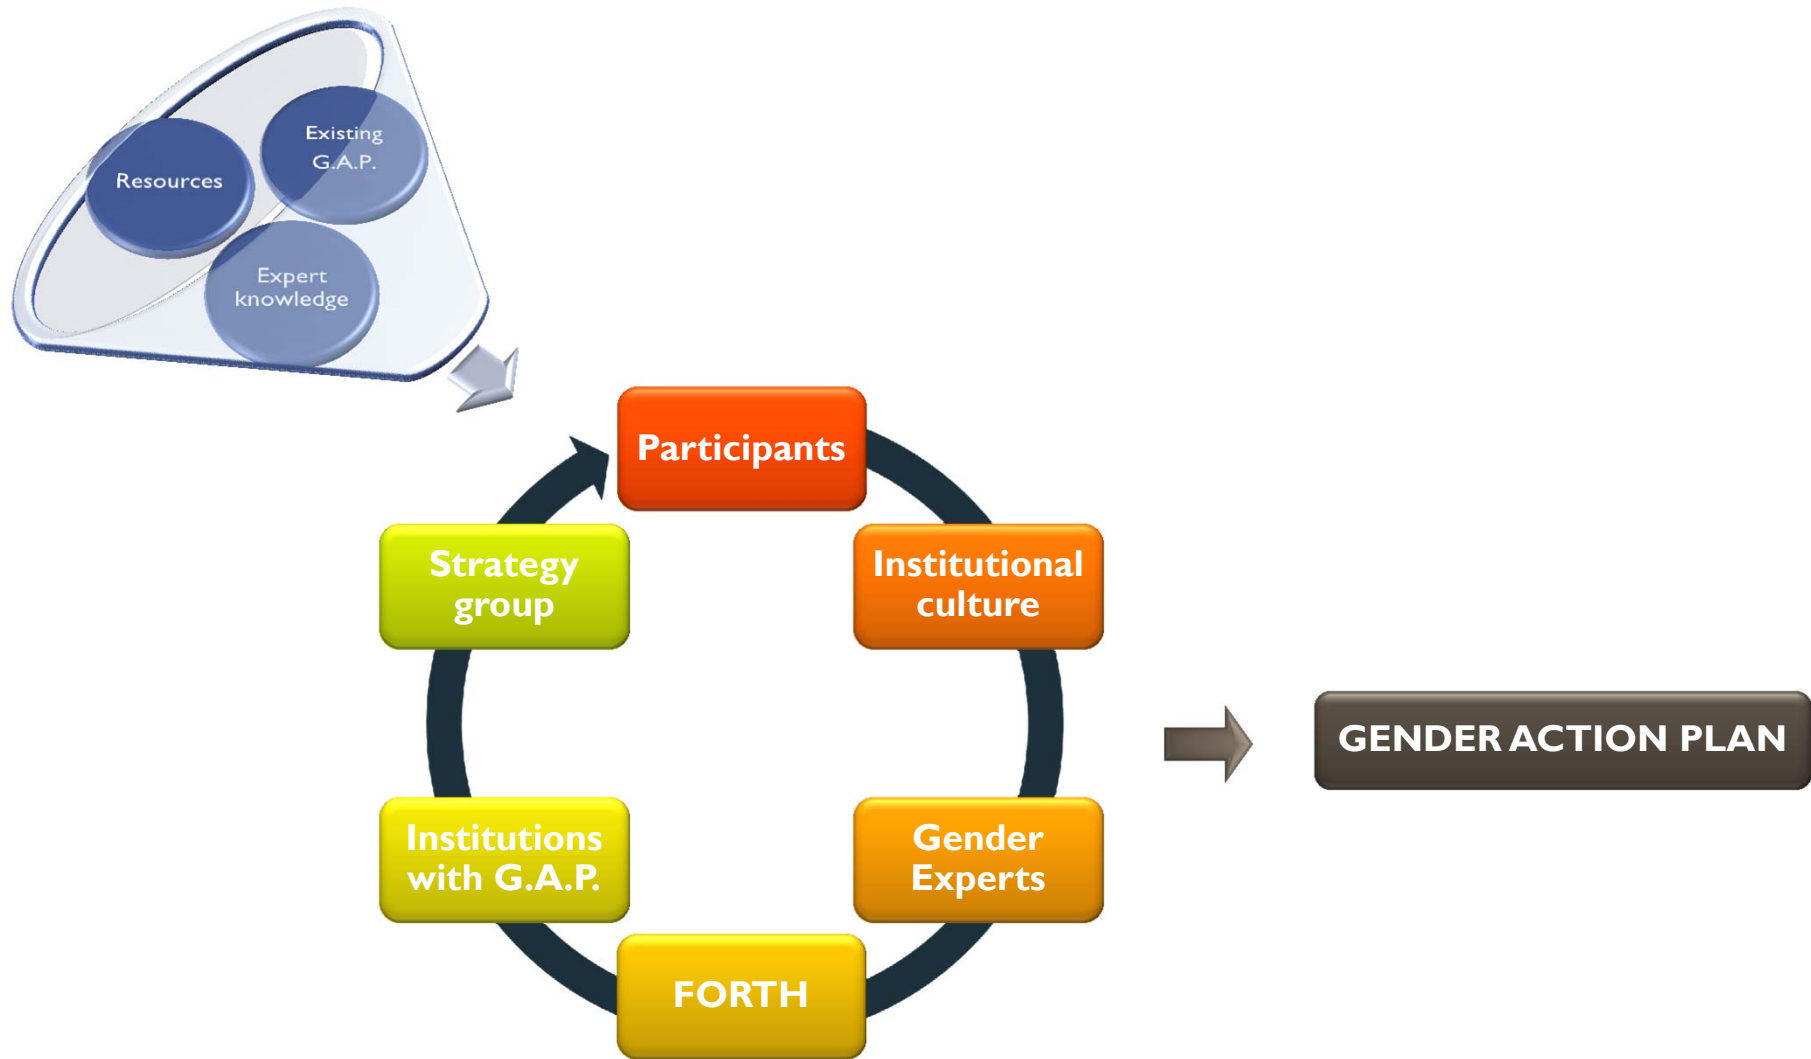 Existing
G.A.P.
Resources
Expert
knowledge
Participants
Institutional
culture
Gender
Experts
FORTH
Institutions
with G.A.P.
Strategy
group
GENDER ACTION PLAN